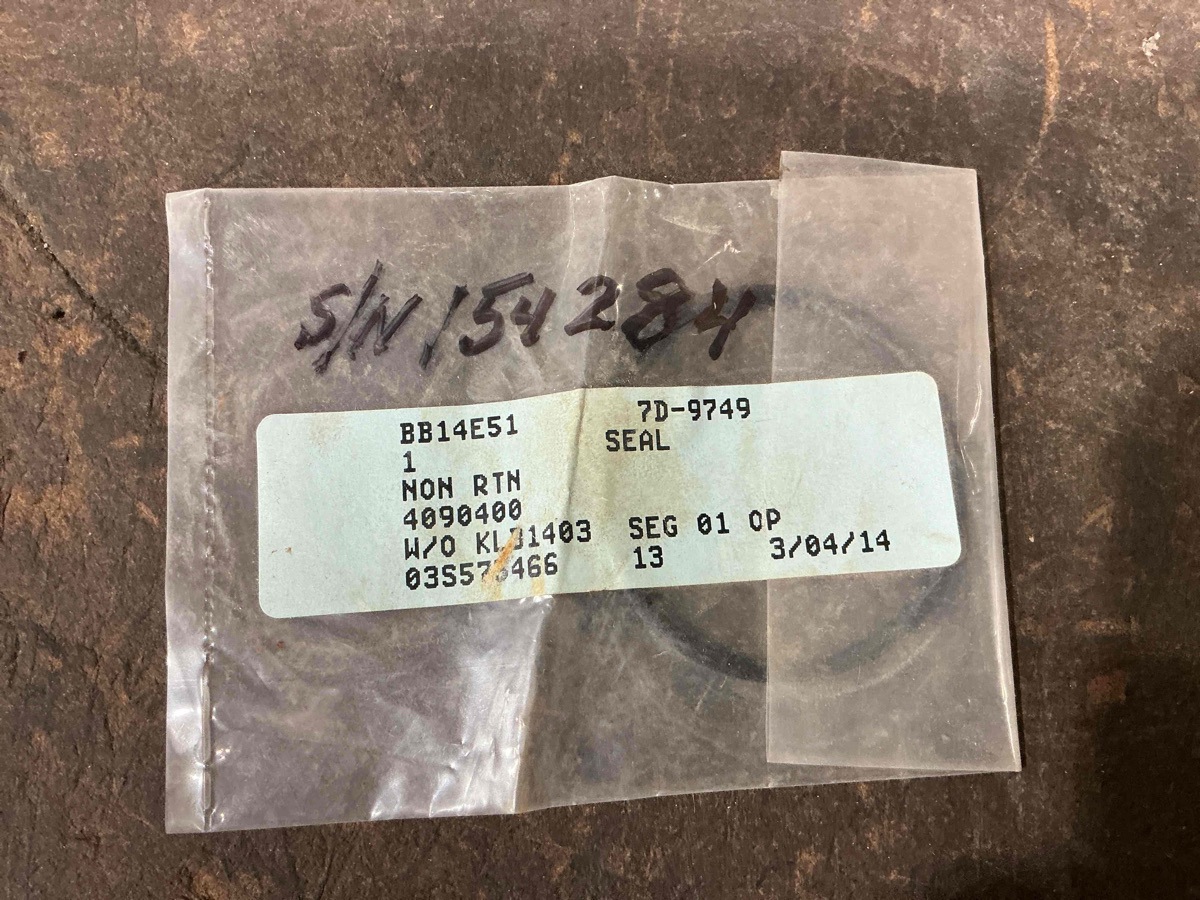 S/N 154284
BB14E51 7D-9749
1 SEAL
NON RTN
4090400
W/O SEG 01 OP
13 3/04/14